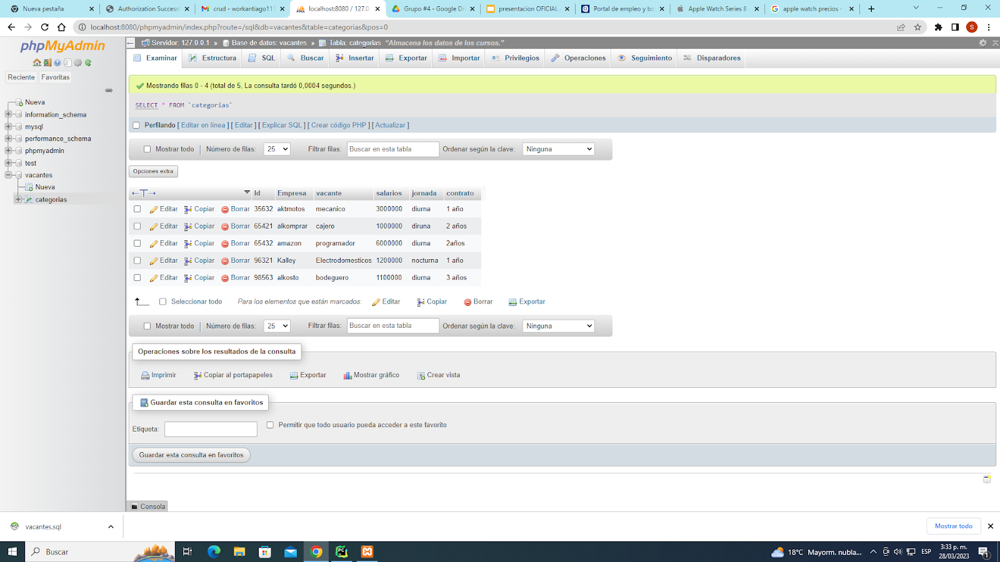 Nueva pestaña
Authorization Successf
crud - workantiago111
localhost:8080 / 127.0.
Grupo #4 - Google Dr
presentacion OFICIAL.
Portal de empleo y bo
Apple Watch Series 8
apple watch precios -
localhost:8080/phpmyadmin/index.php?route=/sql&db=vacantes&table=categorias&pos=0
S
phpMyAdmin
Reciente
Favoritas
Nueva
information_schema
mysql
performance_schema
phpmyadmin
test
vacantes
Nueva
categorias
Servidor: 127.0.0.1 » Base de datos: vacantes » Tabla: categorias "Almacena los datos de los cursos."
Examinar Estructura SQL Buscar Insertar Exportar Importar Privilegios Operaciones Seguimiento Disparadores
Mostrando filas 0 - 4 (total de 5, La consulta tardó 0,0004 segundos.)
SELECT * FROM `categorias`
Perfilando [ Editar en línea ] [ Editar ] [ Explicar SQL ] [ Crear código PHP ] [ Actualizar ]
Mostrar todo | Número de filas: 25 Filtrar filas: Buscar en esta tabla Ordenar según la clave: Ninguna
Opciones extra
Id Empresa vacante salarios jornada contrato
Editar Copiar Borrar 35632 aktmotos mecanico 3000000 diurna 1 año
Editar Copiar Borrar 65421 alkomprar cajero 1000000 diruna 2 años
Editar Copiar Borrar 65432 amazon programador 6000000 diurna 2años
Editar Copiar Borrar 96321 Kalley Electrodomesticos 1200000 nocturna 1 año
Editar Copiar Borrar 98563 alkosto bodeguero 1100000 diurna 3 años
Seleccionar todo Para los elementos que están marcados: Editar Copiar Borrar Exportar
Mostrar todo | Número de filas: 25 Filtrar filas: Buscar en esta tabla Ordenar según la clave: Ninguna
Operaciones sobre los resultados de la consulta
Imprimir Copiar al portapapeles Exportar Mostrar gráfico Crear vista
Guardar esta consulta en favoritos
Etiqueta: Permitir que todo usuario pueda acceder a este favorito
Guardar esta consulta en favoritos
Consola
vacantes.sql
Mostrar todo
Buscar
18°C Mayorm. nubla...
ESP
3:33 p. m.
28/03/2023
1